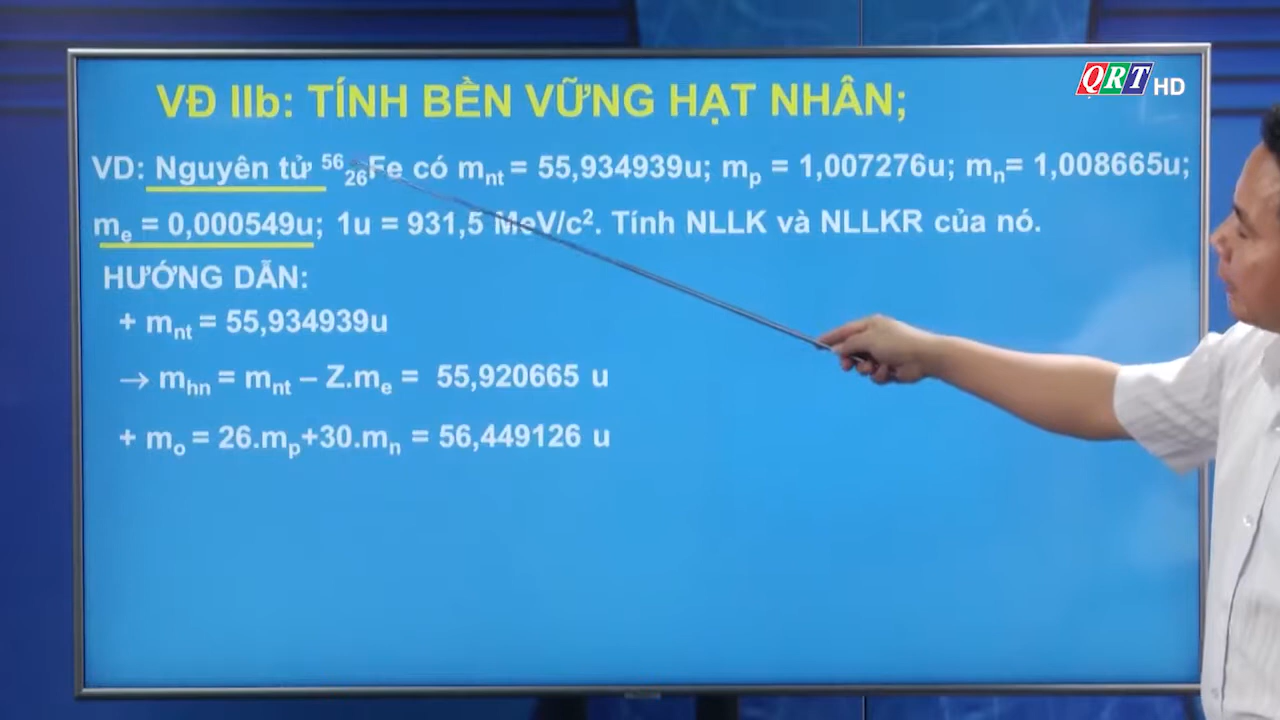 QRT HD
VĐ IIb: TÍNH BỀN VỮNG HẠT NHÂN;
VD: Nguyên tử ⁵⁶₂₆Fe có mₙₜ = 55,934939u; mₚ = 1,007276u; mₙ= 1,008665u;
mₑ = 0,000549u; 1u = 931,5 MeV/c². Tính NLLK và NLLKR của nó.
HƯỚNG DẪN:
+ mₙₜ = 55,934939u
→ mₕₙ = mₙₜ – Z.mₑ = 55,920665 u
+ mₒ = 26.mₚ+30.mₙ = 56,449126 u